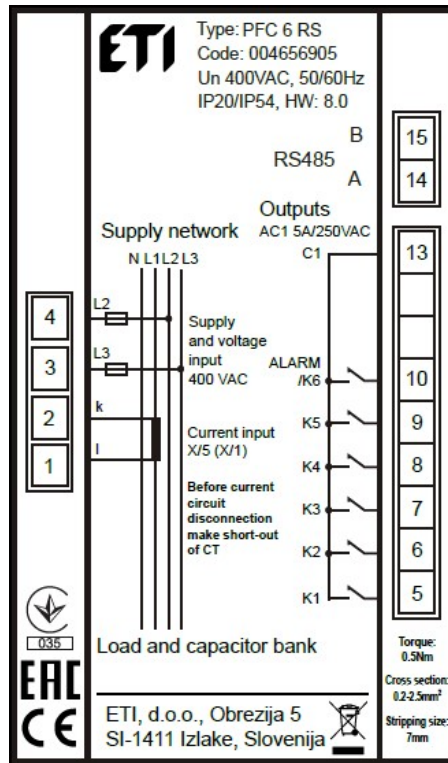 ETI
Type: PFC 6 RS
Code: 004656905
Un 400VAC, 50/60Hz
IP20/IP54, HW: 8.0
B
15
RS485
A
14
Outputs
AC1 5A/250VAC
C1
13
Supply network
N L1 L2 L3
4
L2
3
L3
Supply
and voltage
input
400 VAC
2
k
1
l
Current input
X/5 (X/1)
Before current
circuit
disconnection
make short-out
of CT
ALARM
/K6
10
K5
9
K4
8
K3
7
K2
6
K1
5
Load and capacitor bank
035
EAC
CE
ETI, d.o.o., Obrezija 5
SI-1411 Izlake, Slovenija
Torque:
0.5Nm
Cross section:
0.2-2.5mm²
Stripping size:
7mm